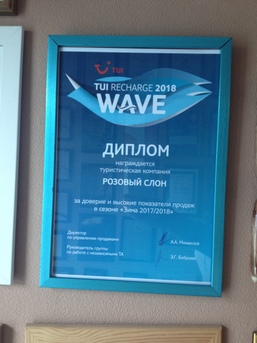 TUI
TUI RECHARGE 2018
WAVE
ДИПЛОМ
награждается
туристическая компания
РОЗОВЫЙ СЛОН
за доверие и высокие показатели продаж
в сезоне «Зима 2017/2018»
Директор
по управлению продажами
Руководитель группы
по работе с независимыми ТА